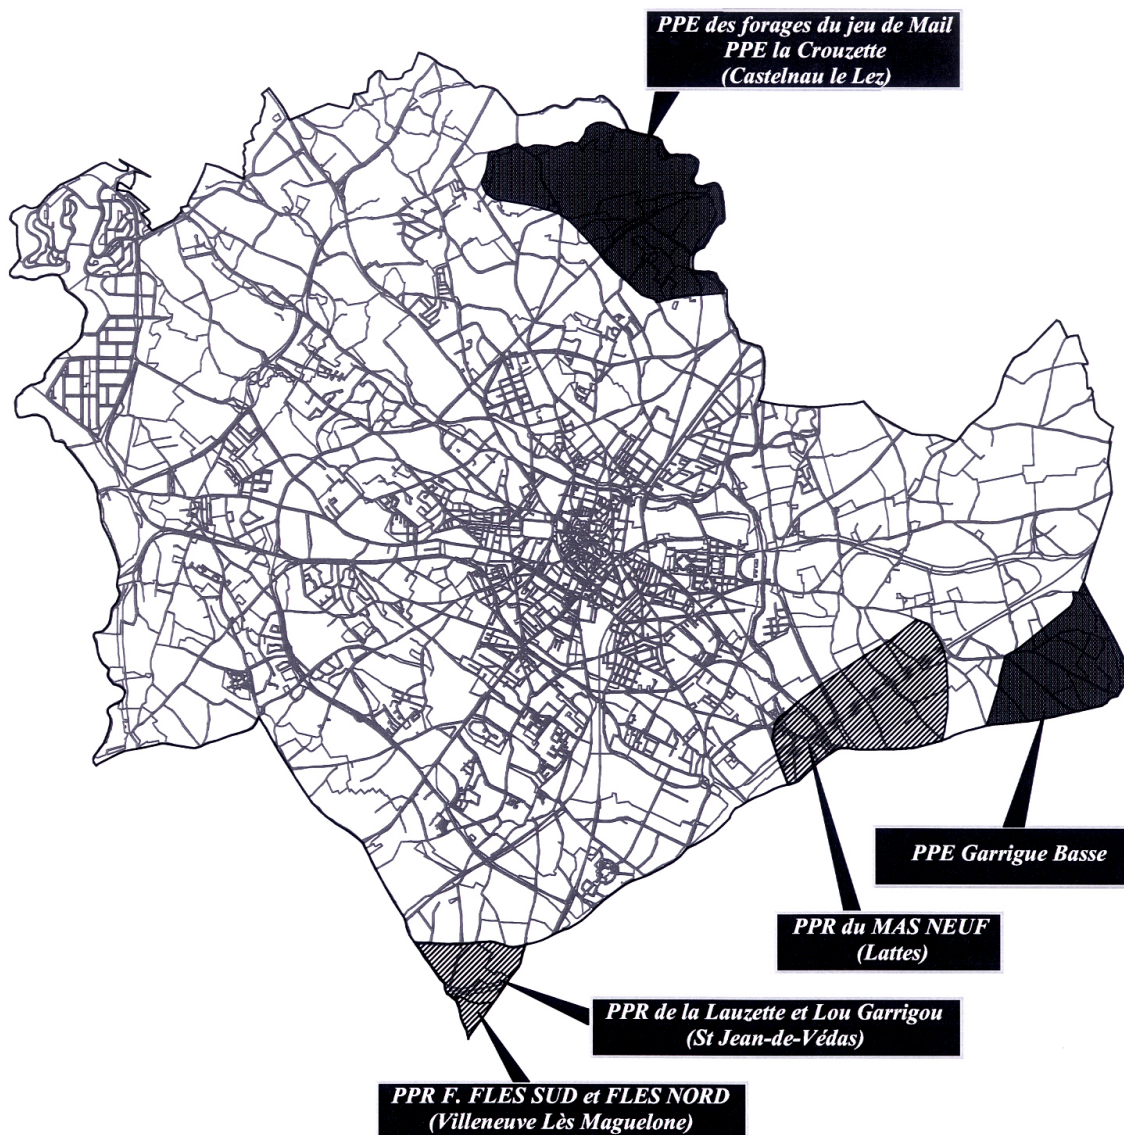 PPE des forages du jeu de Mail
PPE la Crouzette
(Castelnau le Lez)
PPE Garrigue Basse
PPR du MAS NEUF
(Lattes)
PPR de la Lauzette et Lou Garrigou
(St Jean-de-Védas)
PPR F. FLES SUD et FLES NORD
(Villeneuve Lès Maguelone)